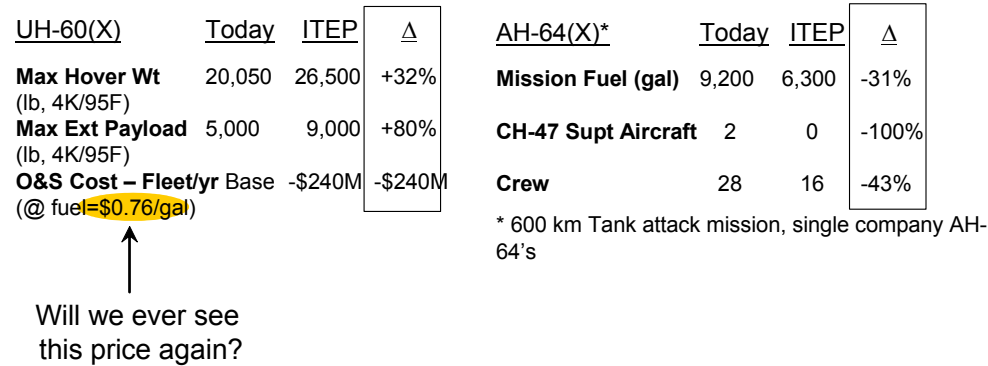 UH-60(X) Today ITEP Δ
Max Hover Wt 20,050 26,500 +32%
(lb, 4K/95F)
Max Ext Payload 5,000 9,000 +80%
(lb, 4K/95F)
O&S Cost – Fleet/yr Base -$240M -$240M
(@ fuel=$0.76/gal)
Will we ever see
this price again?
AH-64(X)* Today ITEP Δ
Mission Fuel (gal) 9,200 6,300 -31%
CH-47 Supt Aircraft 2 0 -100%
Crew 28 16 -43%
* 600 km Tank attack mission, single company AH-
64's